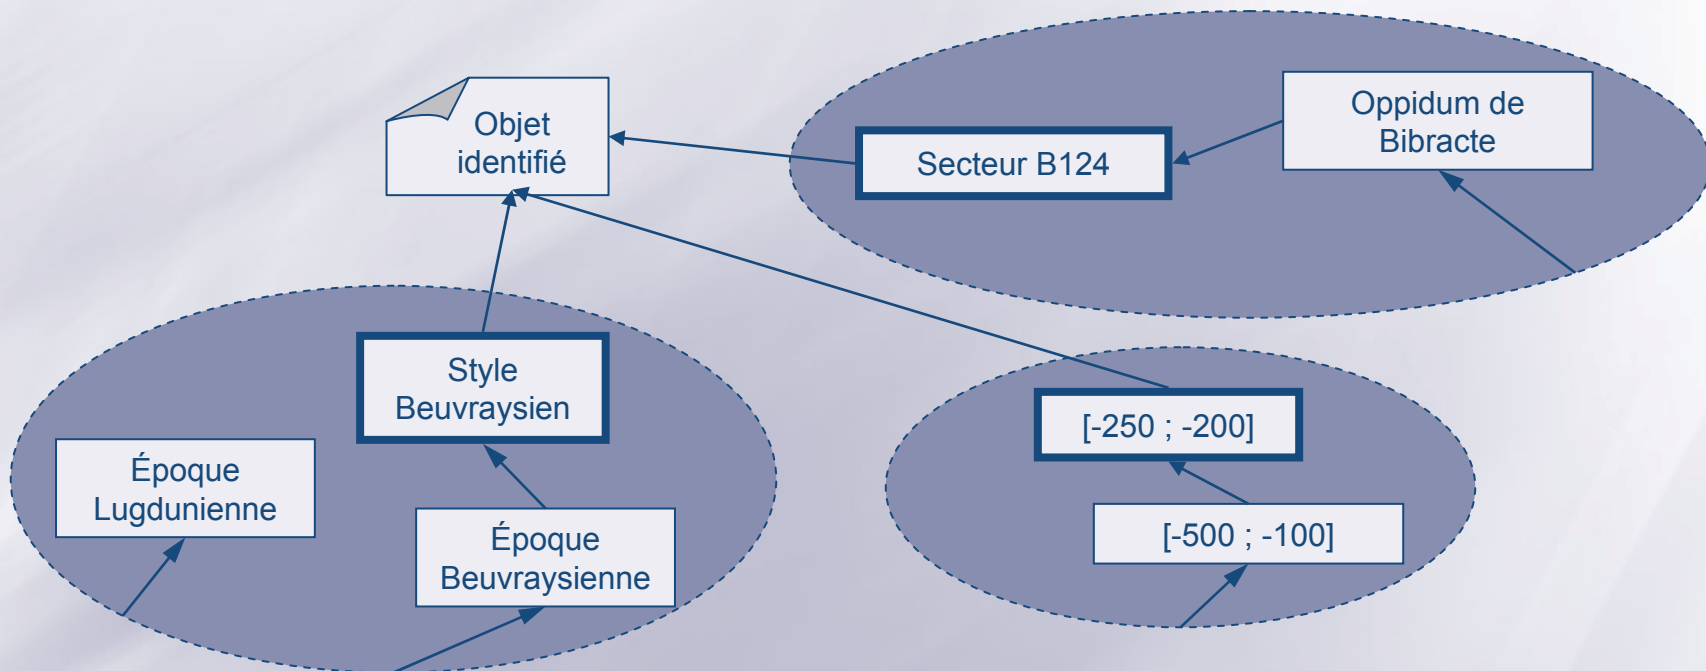 Objet
identifié
Oppidum de
Bibracte
Secteur B124
Style
Beuvraysien
[-250 ; -200]
Époque
Lugdunienne
[-500 ; -100]
Époque
Beuvraysienne